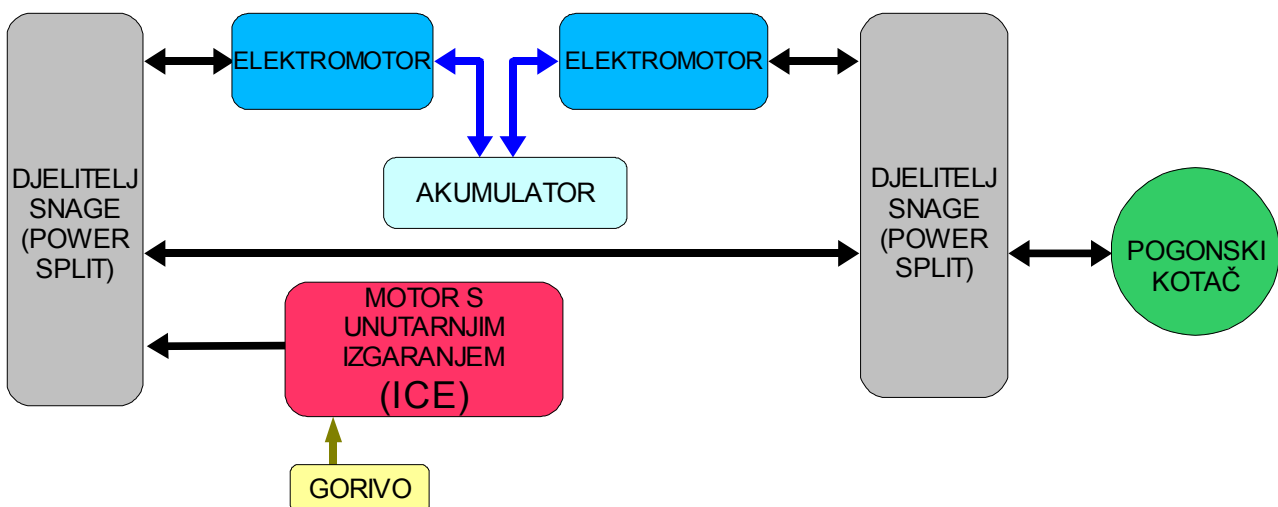 ELEKTROMOTOR
ELEKTROMOTOR
AKUMULATOR
DJELITELJ
SNAGE
(POWER
SPLIT)
DJELITELJ
SNAGE
(POWER
SPLIT)
POGONSKI
KOTAČ
MOTOR S
UNUTARNJIM
IZGARANJEM
(ICE)
GORIVO